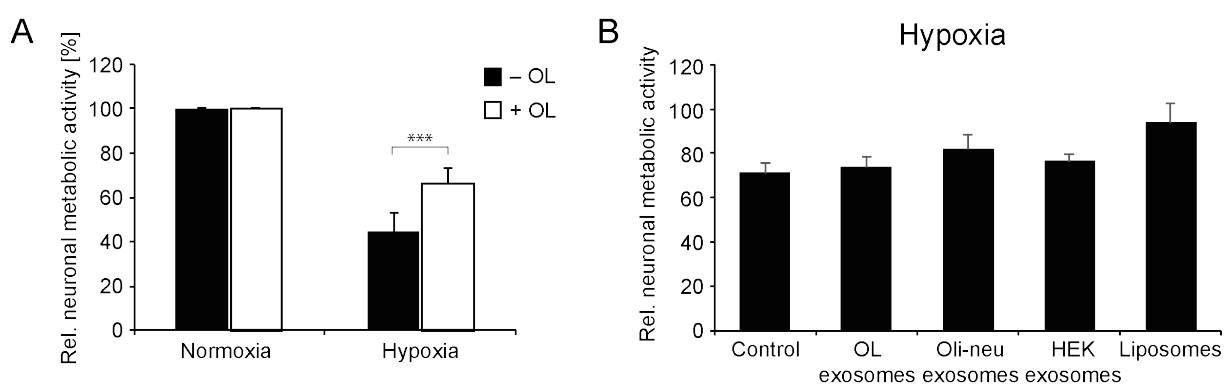 A
Rel. neuronal metabolic activity [%]
120
100
80
60
40
20
0
– OL
+ OL
***
Normoxia
Hypoxia
B
Hypoxia
Rel. neuronal metabolic activity
120
100
80
60
40
20
0
Control
OL
exosomes
Oli-neu
exosomes
HEK
exosomes
Liposomes